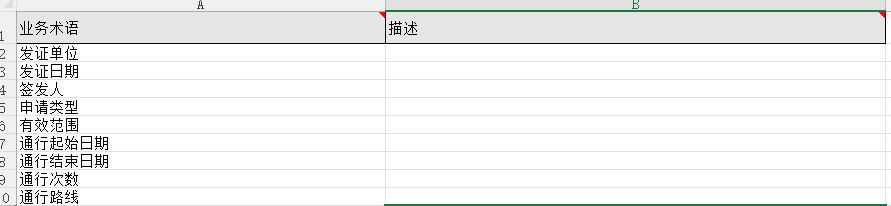 A B
1 业务术语 描述
2 发证单位
3 发证日期
4 签发人
5 申请类型
6 有效范围
7 通行起始日期
8 通行结束日期
9 通行次数
0 通行路线